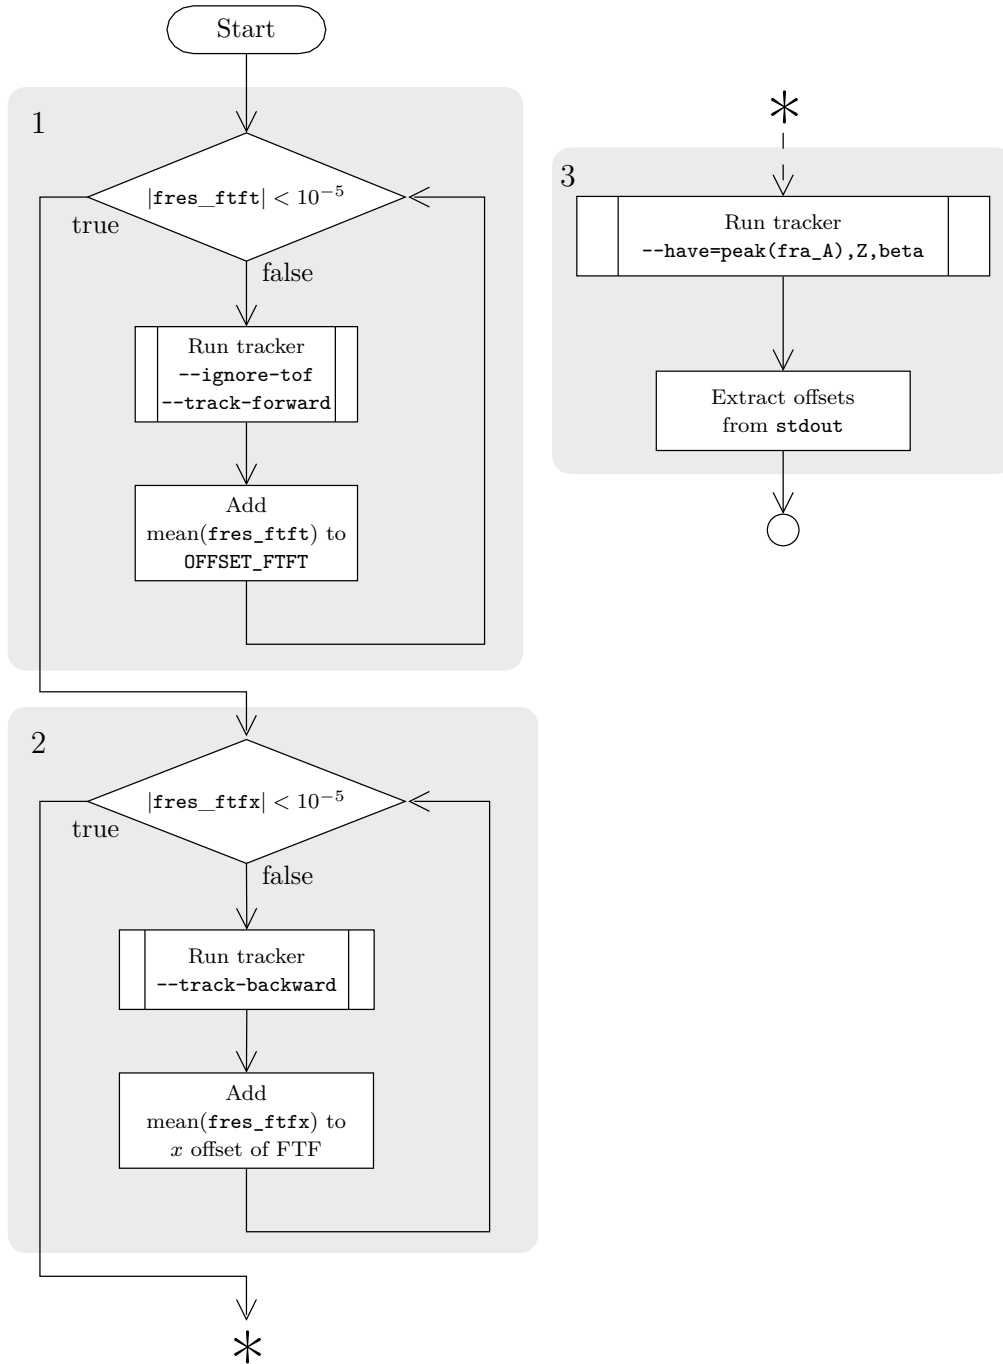 Start
1
|fres_ftft| < 10⁻⁵
true
false
Run tracker
--ignore-tof
--track-forward
Add
mean(fres_ftft) to
OFFSET_FTFT
2
|fres_ftfx| < 10⁻⁵
true
false
Run tracker
--track-backward
Add
mean(fres_ftfx) to
x offset of FTF
*
*
3
Run tracker
--have=peak(fra_A),Z,beta
Extract offsets
from stdout